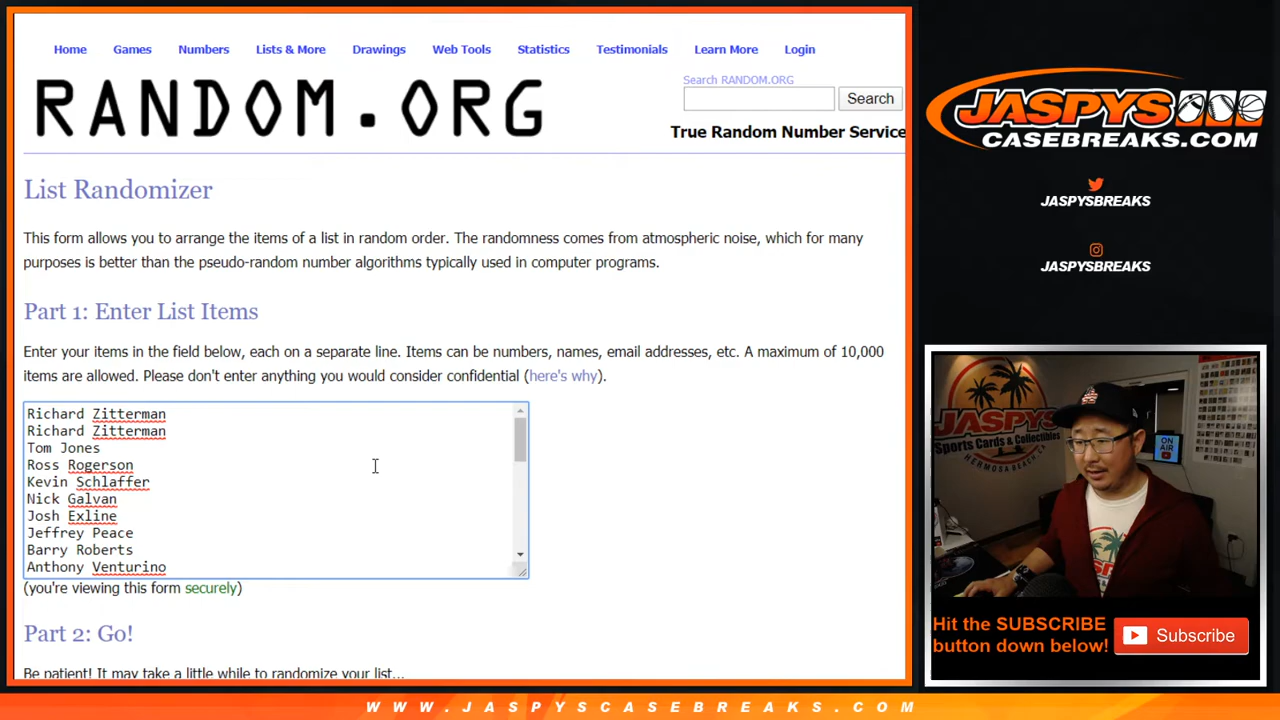 Home Games Numbers Lists & More Drawings Web Tools Statistics Testimonials Learn More Login
RANDOM.ORG
Search RANDOM.ORG
Search
True Random Number Service
List Randomizer
This form allows you to arrange the items of a list in random order. The randomness comes from atmospheric noise, which for many
purposes is better than the pseudo-random number algorithms typically used in computer programs.
Part 1: Enter List Items
Enter your items in the field below, each on a separate line. Items can be numbers, names, email addresses, etc. A maximum of 10,000
items are allowed. Please don't enter anything you would consider confidential (here's why).
Richard Zitterman
Richard Zitterman
Tom Jones
Ross Rogerson
Kevin Schlaffer
Nick Galvan
Josh Exline
Jeffrey Peace
Barry Roberts
Anthony Venturino
(you're viewing this form securely)
Part 2: Go!
Be patient! It may take a little while to randomize your list...
JASPYS
CASEBREAKS.COM
JASPYSBREAKS
JASPYSBREAKS
JASPYS
Sports Cards & Collectibles
HERMOSA BEACH, CA
ON AIR
Hit the SUBSCRIBE
button down below!
Subscribe
WWW.JASPYSCASEBREAKS.COM